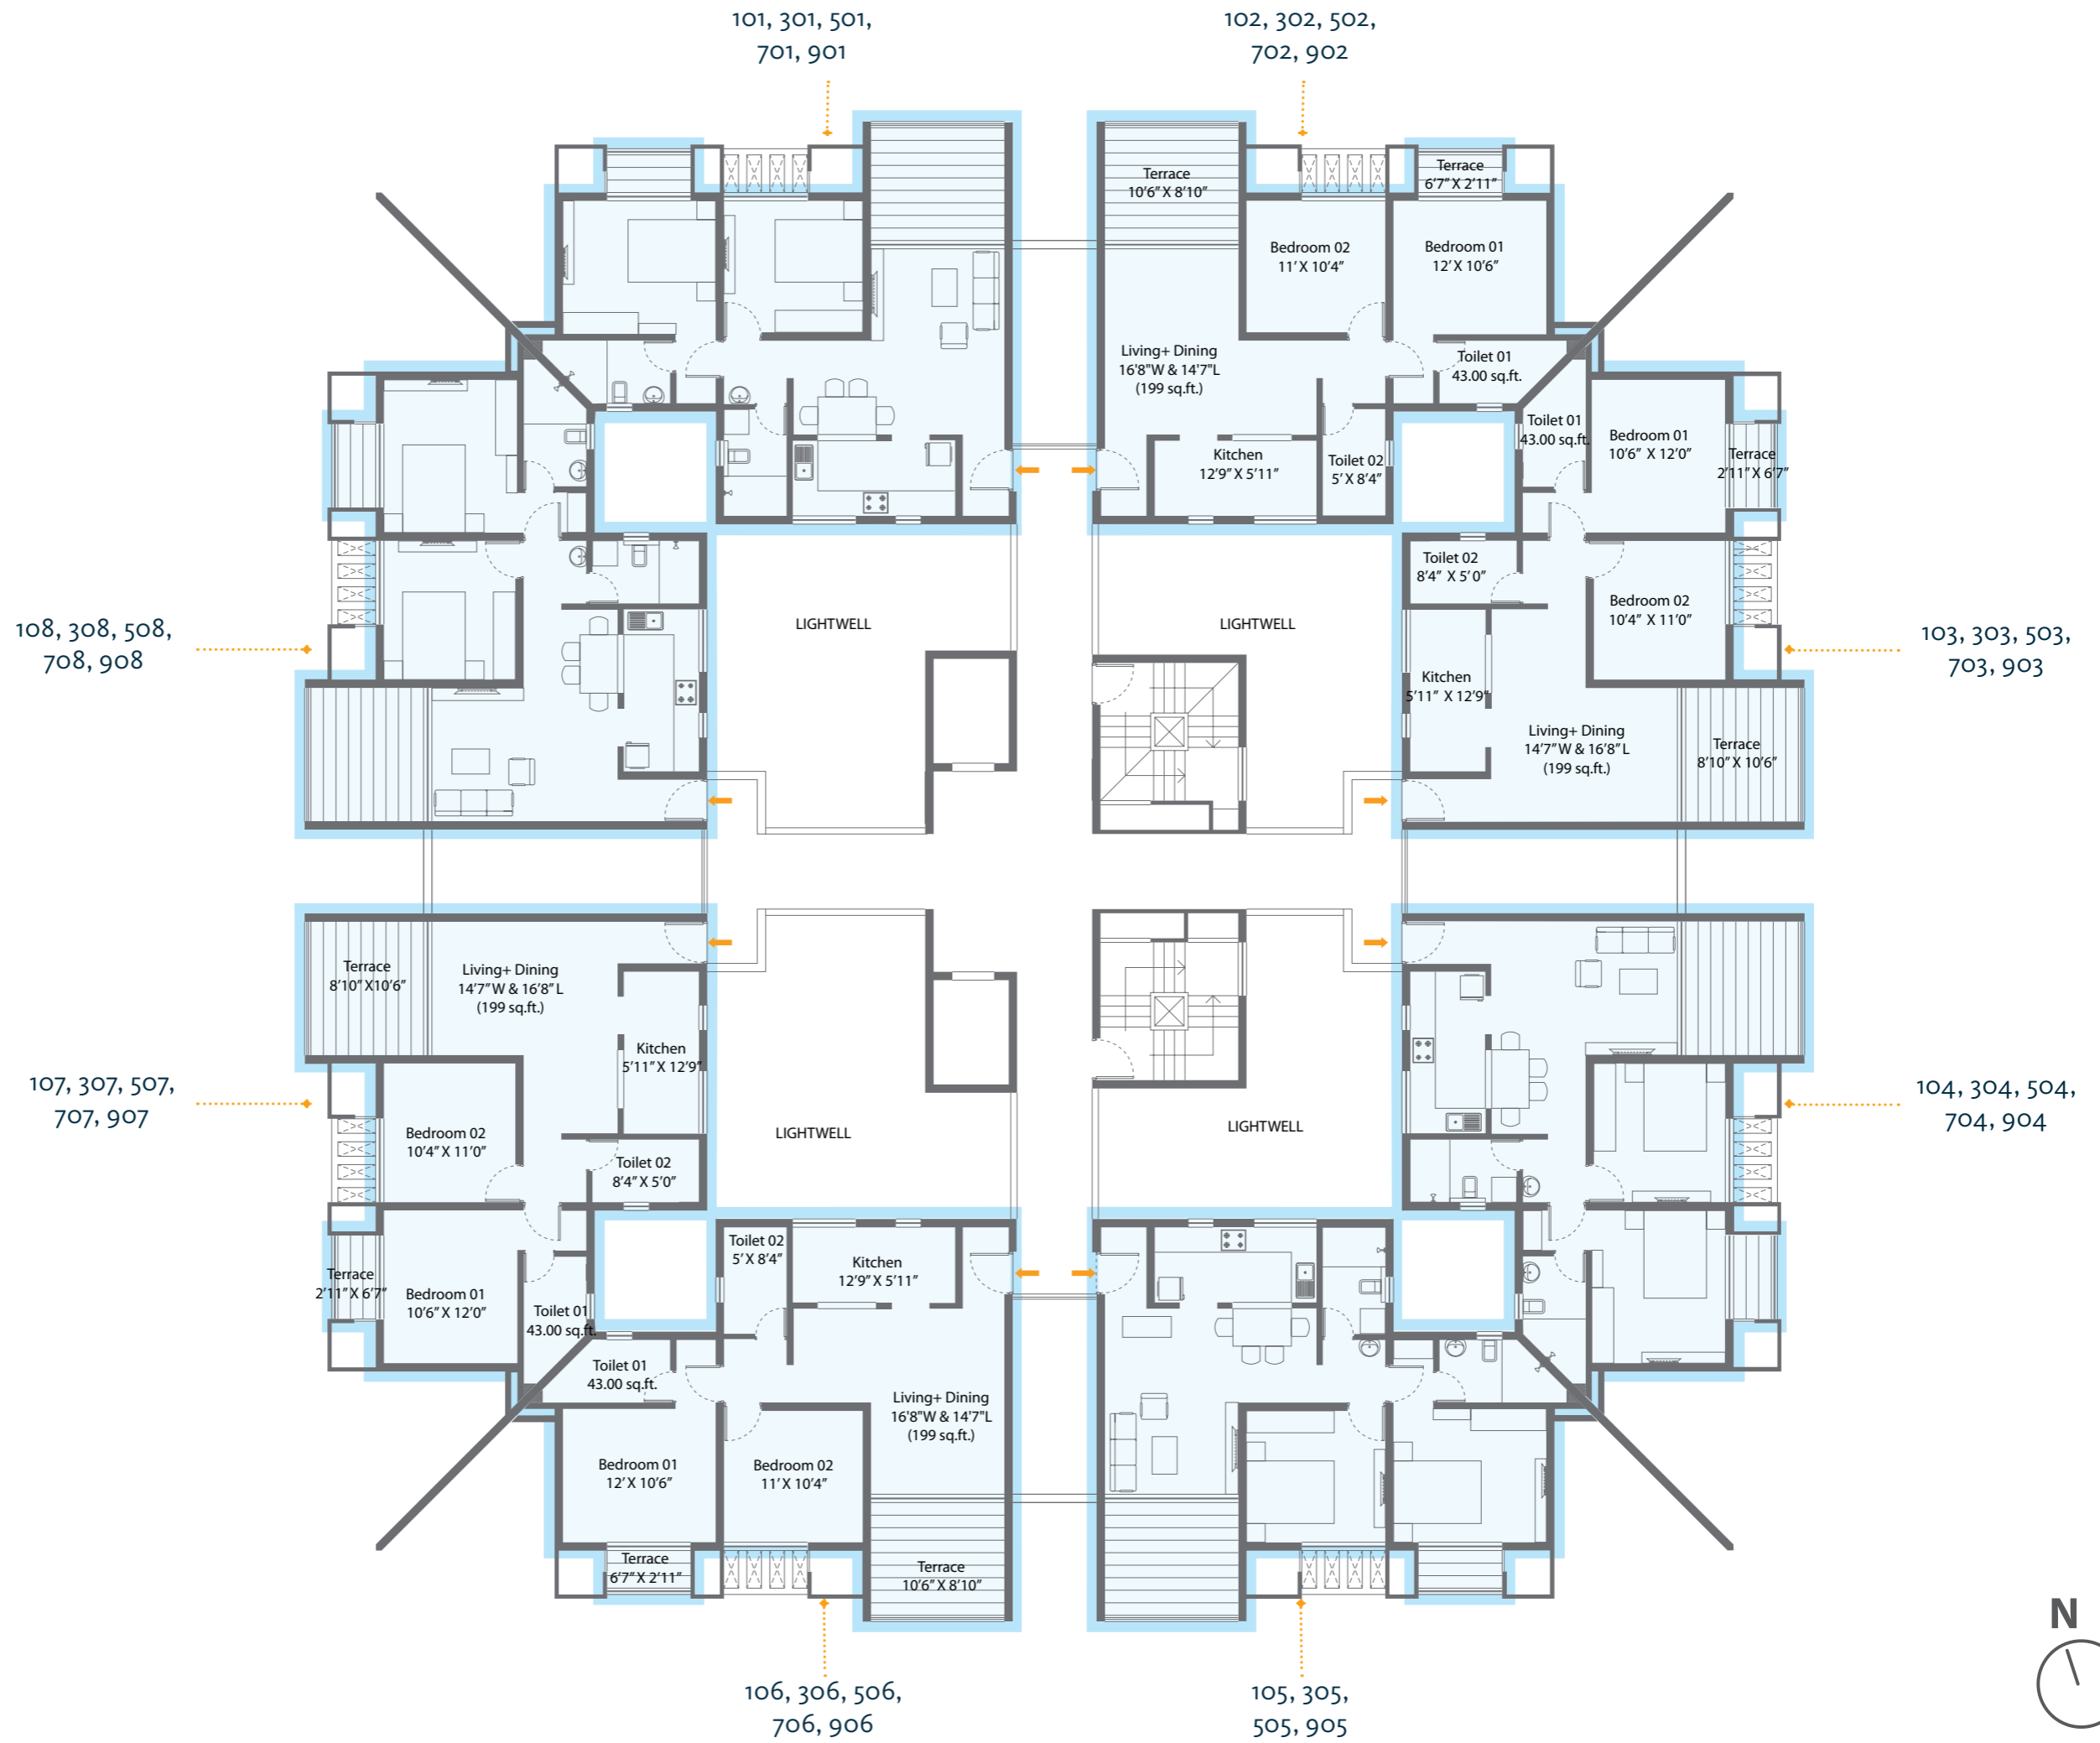 101, 301, 501,
701, 901
102, 302, 502,
702, 902
Terrace
10'6" X 8'10"
Terrace
6'7" X 2'11"
Bedroom 02
11' X 10'4"
Bedroom 01
12' X 10'6"
Living+ Dining
16'8"W & 14'7"L
(199 sq.ft.)
Toilet 01
43.00 sq.ft.
Kitchen
12'9" X 5'11"
Toilet 02
5' X 8'4"
Toilet 01
43.00 sq.ft.
Bedroom 01
10'6" X 12'0"
Terrace
2'11" X 6'7"
Toilet 02
8'4" X 5'0"
Bedroom 02
10'4" X 11'0"
Kitchen
5'11" X 12'9"
Living+ Dining
14'7"W & 16'8"L
(199 sq.ft.)
Terrace
8'10" X 10'6"
LIGHTWELL
LIGHTWELL
108, 308, 508,
708, 908
103, 303, 503,
703, 903
Terrace
8'10" X10'6"
Living+ Dining
14'7"W & 16'8"L
(199 sq.ft.)
Kitchen
5'11" X 12'9"
107, 307, 507,
707, 907
104, 304, 504,
704, 904
Bedroom 02
10'4" X 11'0"
LIGHTWELL
LIGHTWELL
Toilet 02
8'4" X 5'0"
Terrace
2'11" X 6'7"
Bedroom 01
10'6" X 12'0"
Toilet 01
43.00 sq.ft.
Toilet 02
5' X 8'4"
Kitchen
12'9" X 5'11"
Toilet 01
43.00 sq.ft.
Living+ Dining
16'8"W & 14'7"L
(199 sq.ft.)
Bedroom 01
12' X 10'6"
Bedroom 02
11' X 10'4"
Terrace
6'7" X 2'11"
Terrace
10'6" X 8'10"
106, 306, 506,
706, 906
105, 305,
505, 905
N